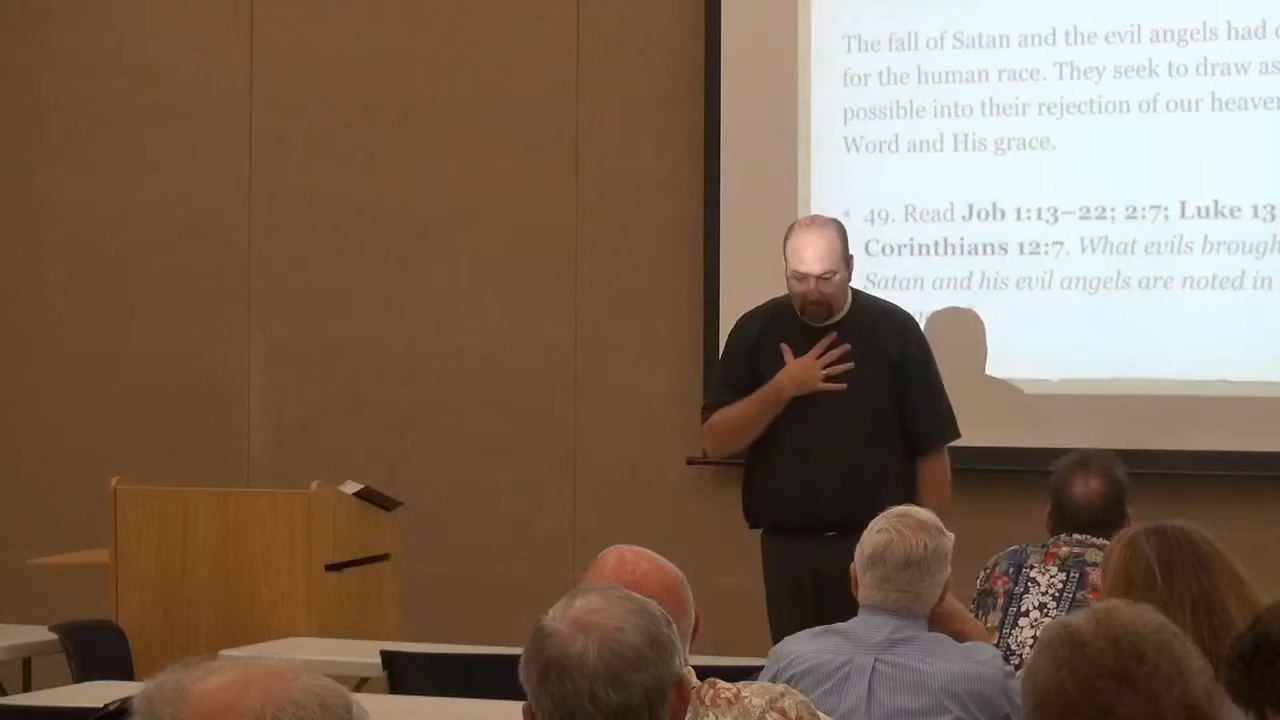 The fall of Satan and the evil angels had
for the human race. They seek to draw as
possible into their rejection of our
Word and His grace.
49. Read Job 1:13–22; 2:7; Luke 13
Corinthians 12:7. What evils
Satan and his evil angels are noted in